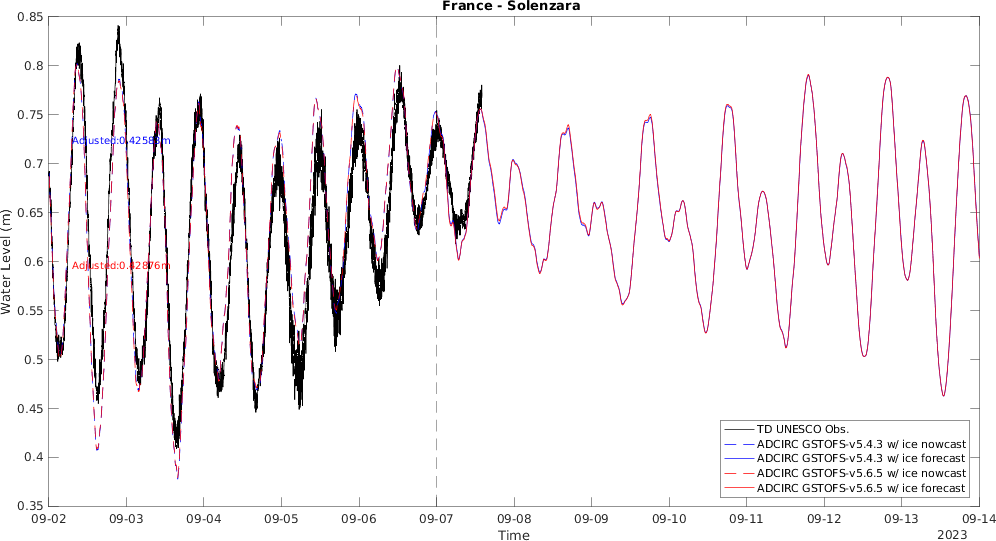 France - Solenzara
0.85
0.8
0.75
0.7
0.65
0.6
0.55
0.5
0.45
0.4
0.35
Water Level (m)
Adjusted:0.42583m
Adjusted:0.42876m
TD UNESCO Obs.
ADCIRC GSTOFS-v5.4.3 w/ ice nowcast
ADCIRC GSTOFS-v5.4.3 w/ ice forecast
ADCIRC GSTOFS-v5.6.5 w/ ice nowcast
ADCIRC GSTOFS-v5.6.5 w/ ice forecast
09-02 09-03 09-04 09-05 09-06 09-07 09-08 09-09 09-10 09-11 09-12 09-13 09-14
Time
2023